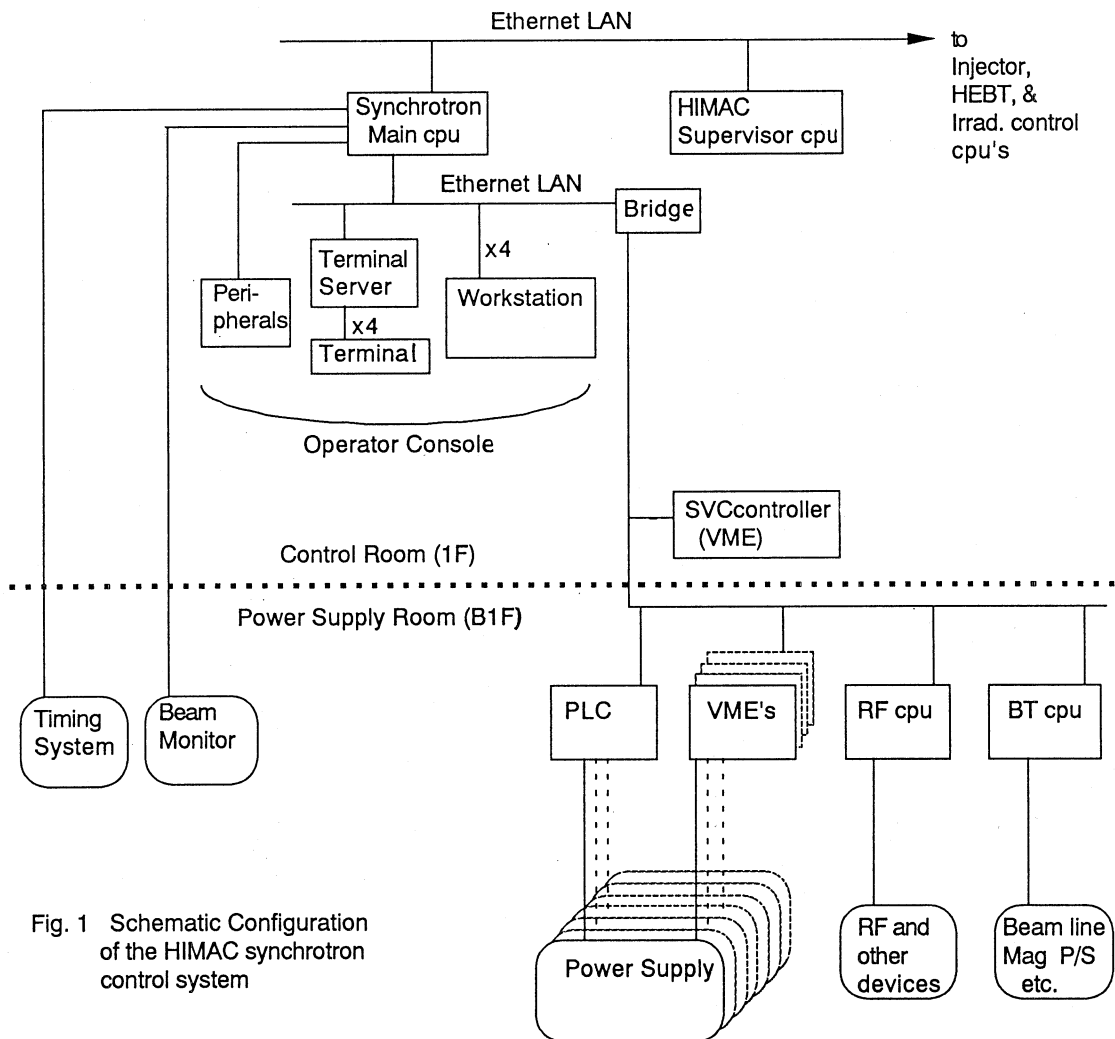 Ethernet LAN
to
Injector,
HEBT, &
Irrad. control
cpu's
Synchrotron
Main cpu
HIMAC
Supervisor cpu
Ethernet LAN
Bridge
Terminal
Server
x4
Peri-
pherals
Workstation
x4
Terminal
Operator Console
SVCcontroller
(VME)
Control Room (1F)
Power Supply Room (B1F)
Timing
System
Beam
Monitor
PLC
VME's
RF cpu
BT cpu
Power Supply
RF and
other
devices
Beam line
Mag P/S
etc.
Fig. 1 Schematic Configuration
of the HIMAC synchrotron
control system